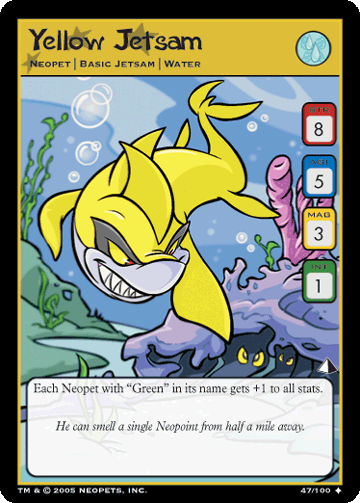 Yellow Jetsam
Neopet | Basic Jetsam | Water
STR
8
AGI
5
MAG
3
INT
1
Each Neopet with “Green” in its name gets +1 to all stats.
He can smell a single Neopoint from half a mile away.
TM & © 2005 NEOPETS, INC.
47/100 ♦